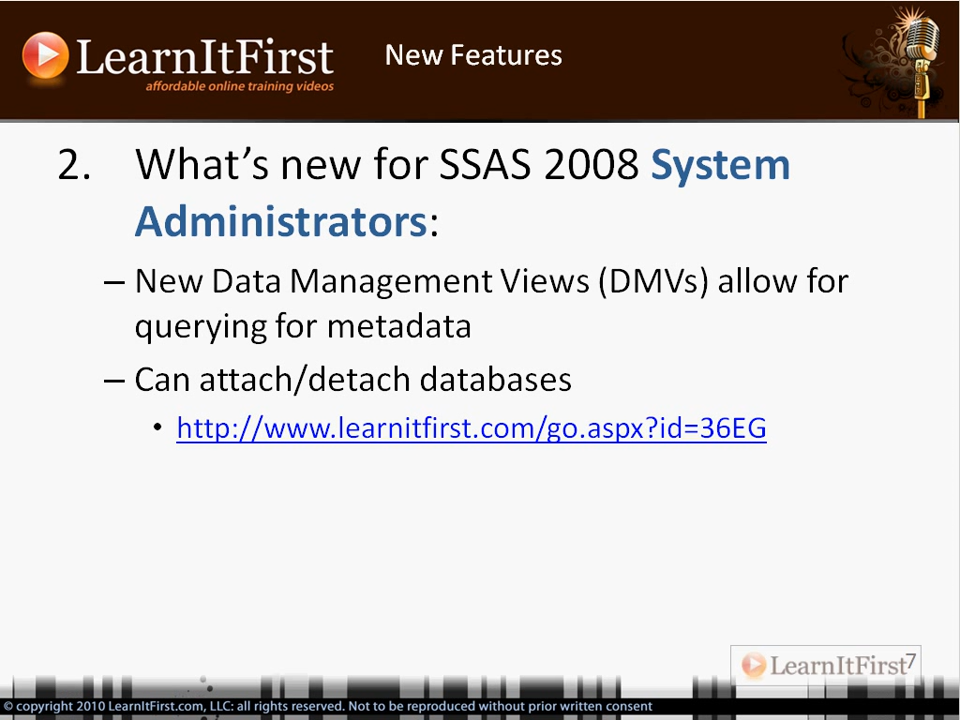 LearnItFirst
affordable online training videos
New Features
2. What's new for SSAS 2008 System
Administrators:
– New Data Management Views (DMVs) allow for
querying for metadata
– Can attach/detach databases
• http://www.learnitfirst.com/go.aspx?id=36EG
LearnItFirst
7
© copyright 2010 LearnItFirst.com, LLC: all rights reserved. Not to be reproduced without prior written consent